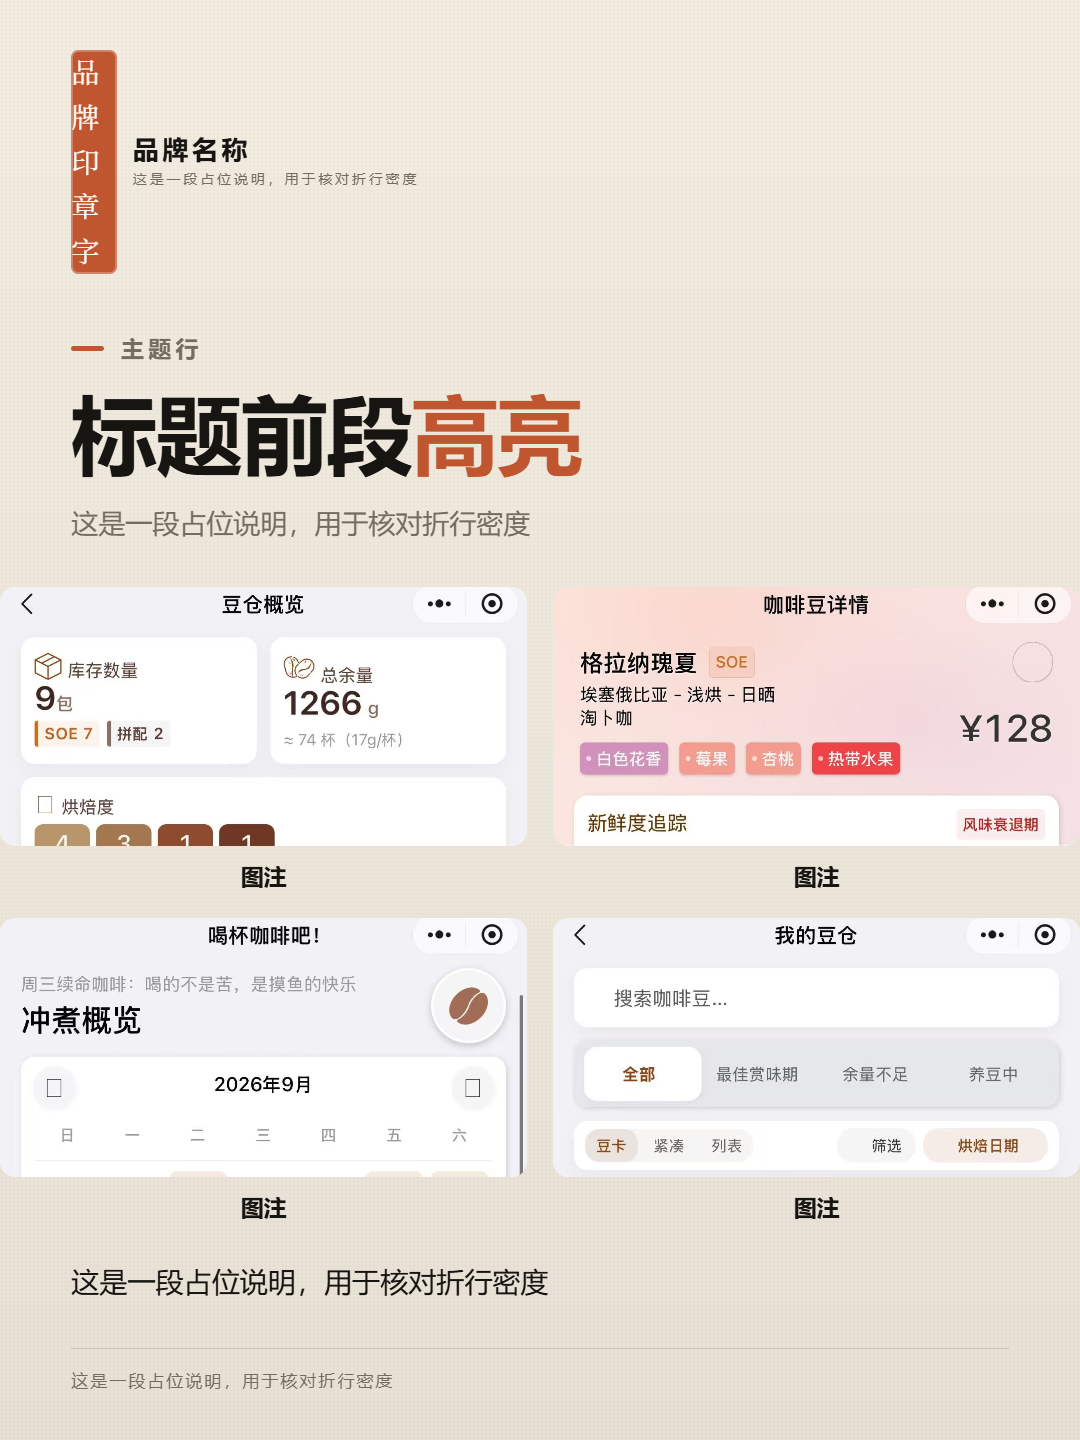 品牌印章字
品牌名称
这是一段占位说明，用于核对折行密度
主题行
标题前段高亮
这是一段占位说明，用于核对折行密度
豆仓概览
库存数量
9包
SOE 7 拼配 2
总余量
1266 g
≈ 74 杯（17g/杯）
烘焙度
4 3 1 1
图注
咖啡豆详情
格拉纳瑰夏 SOE
埃塞俄比亚 - 浅烘 - 日晒
淘卜咖
¥128
白色花香 莓果 杏桃 热带水果
新鲜度追踪 风味衰退期
图注
喝杯咖啡吧！
周三续命咖啡：喝的不是苦，是摸鱼的快乐
冲煮概览
2026年9月
日 一 二 三 四 五 六
图注
我的豆仓
搜索咖啡豆...
全部 最佳赏味期 余量不足 养豆中
豆卡 紧凑 列表 筛选 烘焙日期
图注
这是一段占位说明，用于核对折行密度
这是一段占位说明，用于核对折行密度